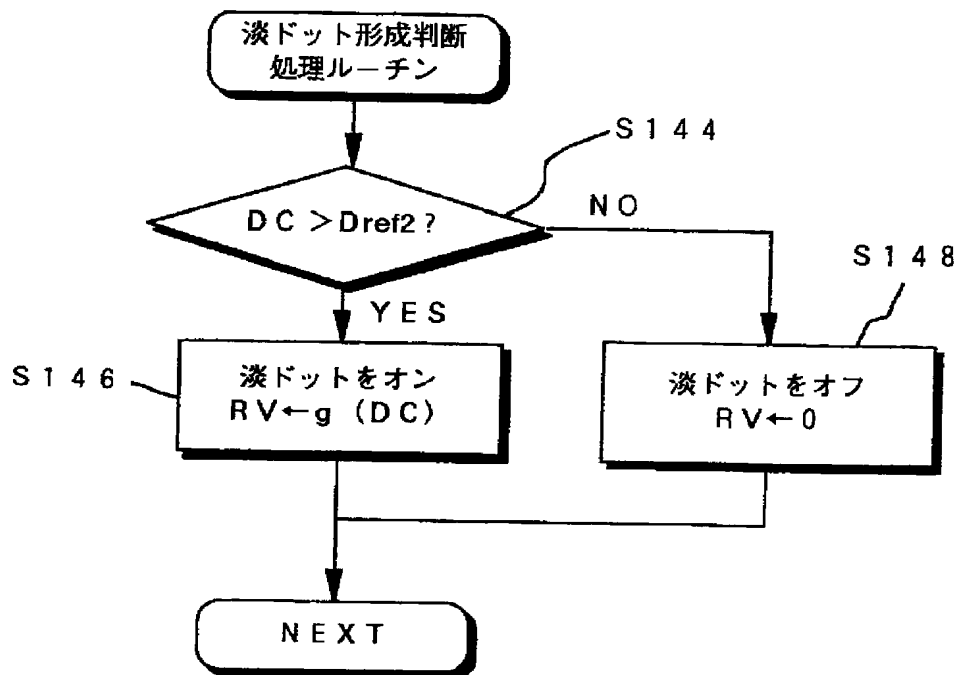 淡ドット形成判断
処理ルーチン
S144
DC>Dref2?
NO
S148
YES
S146
淡ドットをオン
RV←g(DC)
淡ドットをオフ
RV←0
NEXT